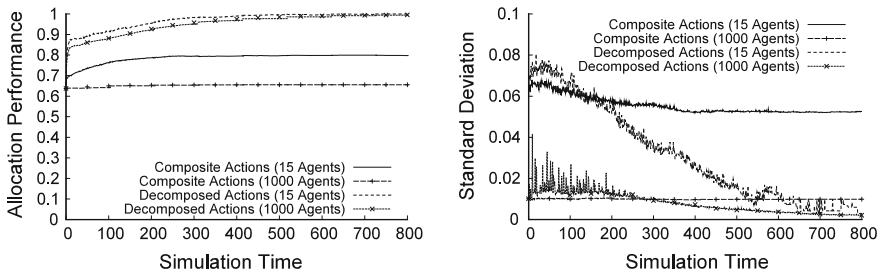 1
0.9
0.8
0.7
0.6
0.5
0.4
0.3
0.2
0.1
0
Allocation Performance
Composite Actions (15 Agents)
Composite Actions (1000 Agents)
Decomposed Actions (15 Agents)
Decomposed Actions (1000 Agents)
0 100 200 300 400 500 600 700 800
Simulation Time
0.1
0.08
0.06
0.04
0.02
0
Standard Deviation
Composite Actions (15 Agents)
Composite Actions (1000 Agents)
Decomposed Actions (15 Agents)
Decomposed Actions (1000 Agents)
0 100 200 300 400 500 600 700 800
Simulation Time